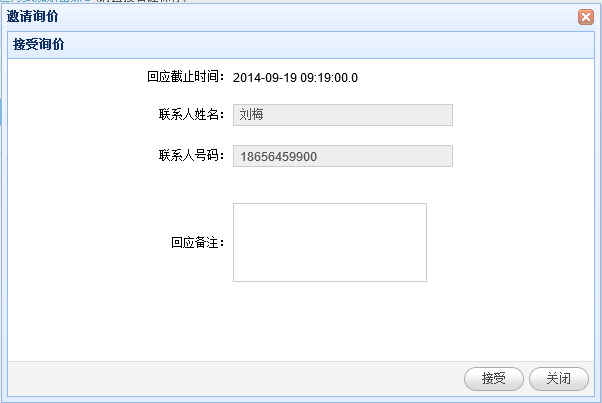 邀请询价
接受询价
回应截止时间： 2014-09-19 09:19:00.0
联系人姓名： 刘梅
联系人号码： 18656459900
回应备注：
接受 关闭